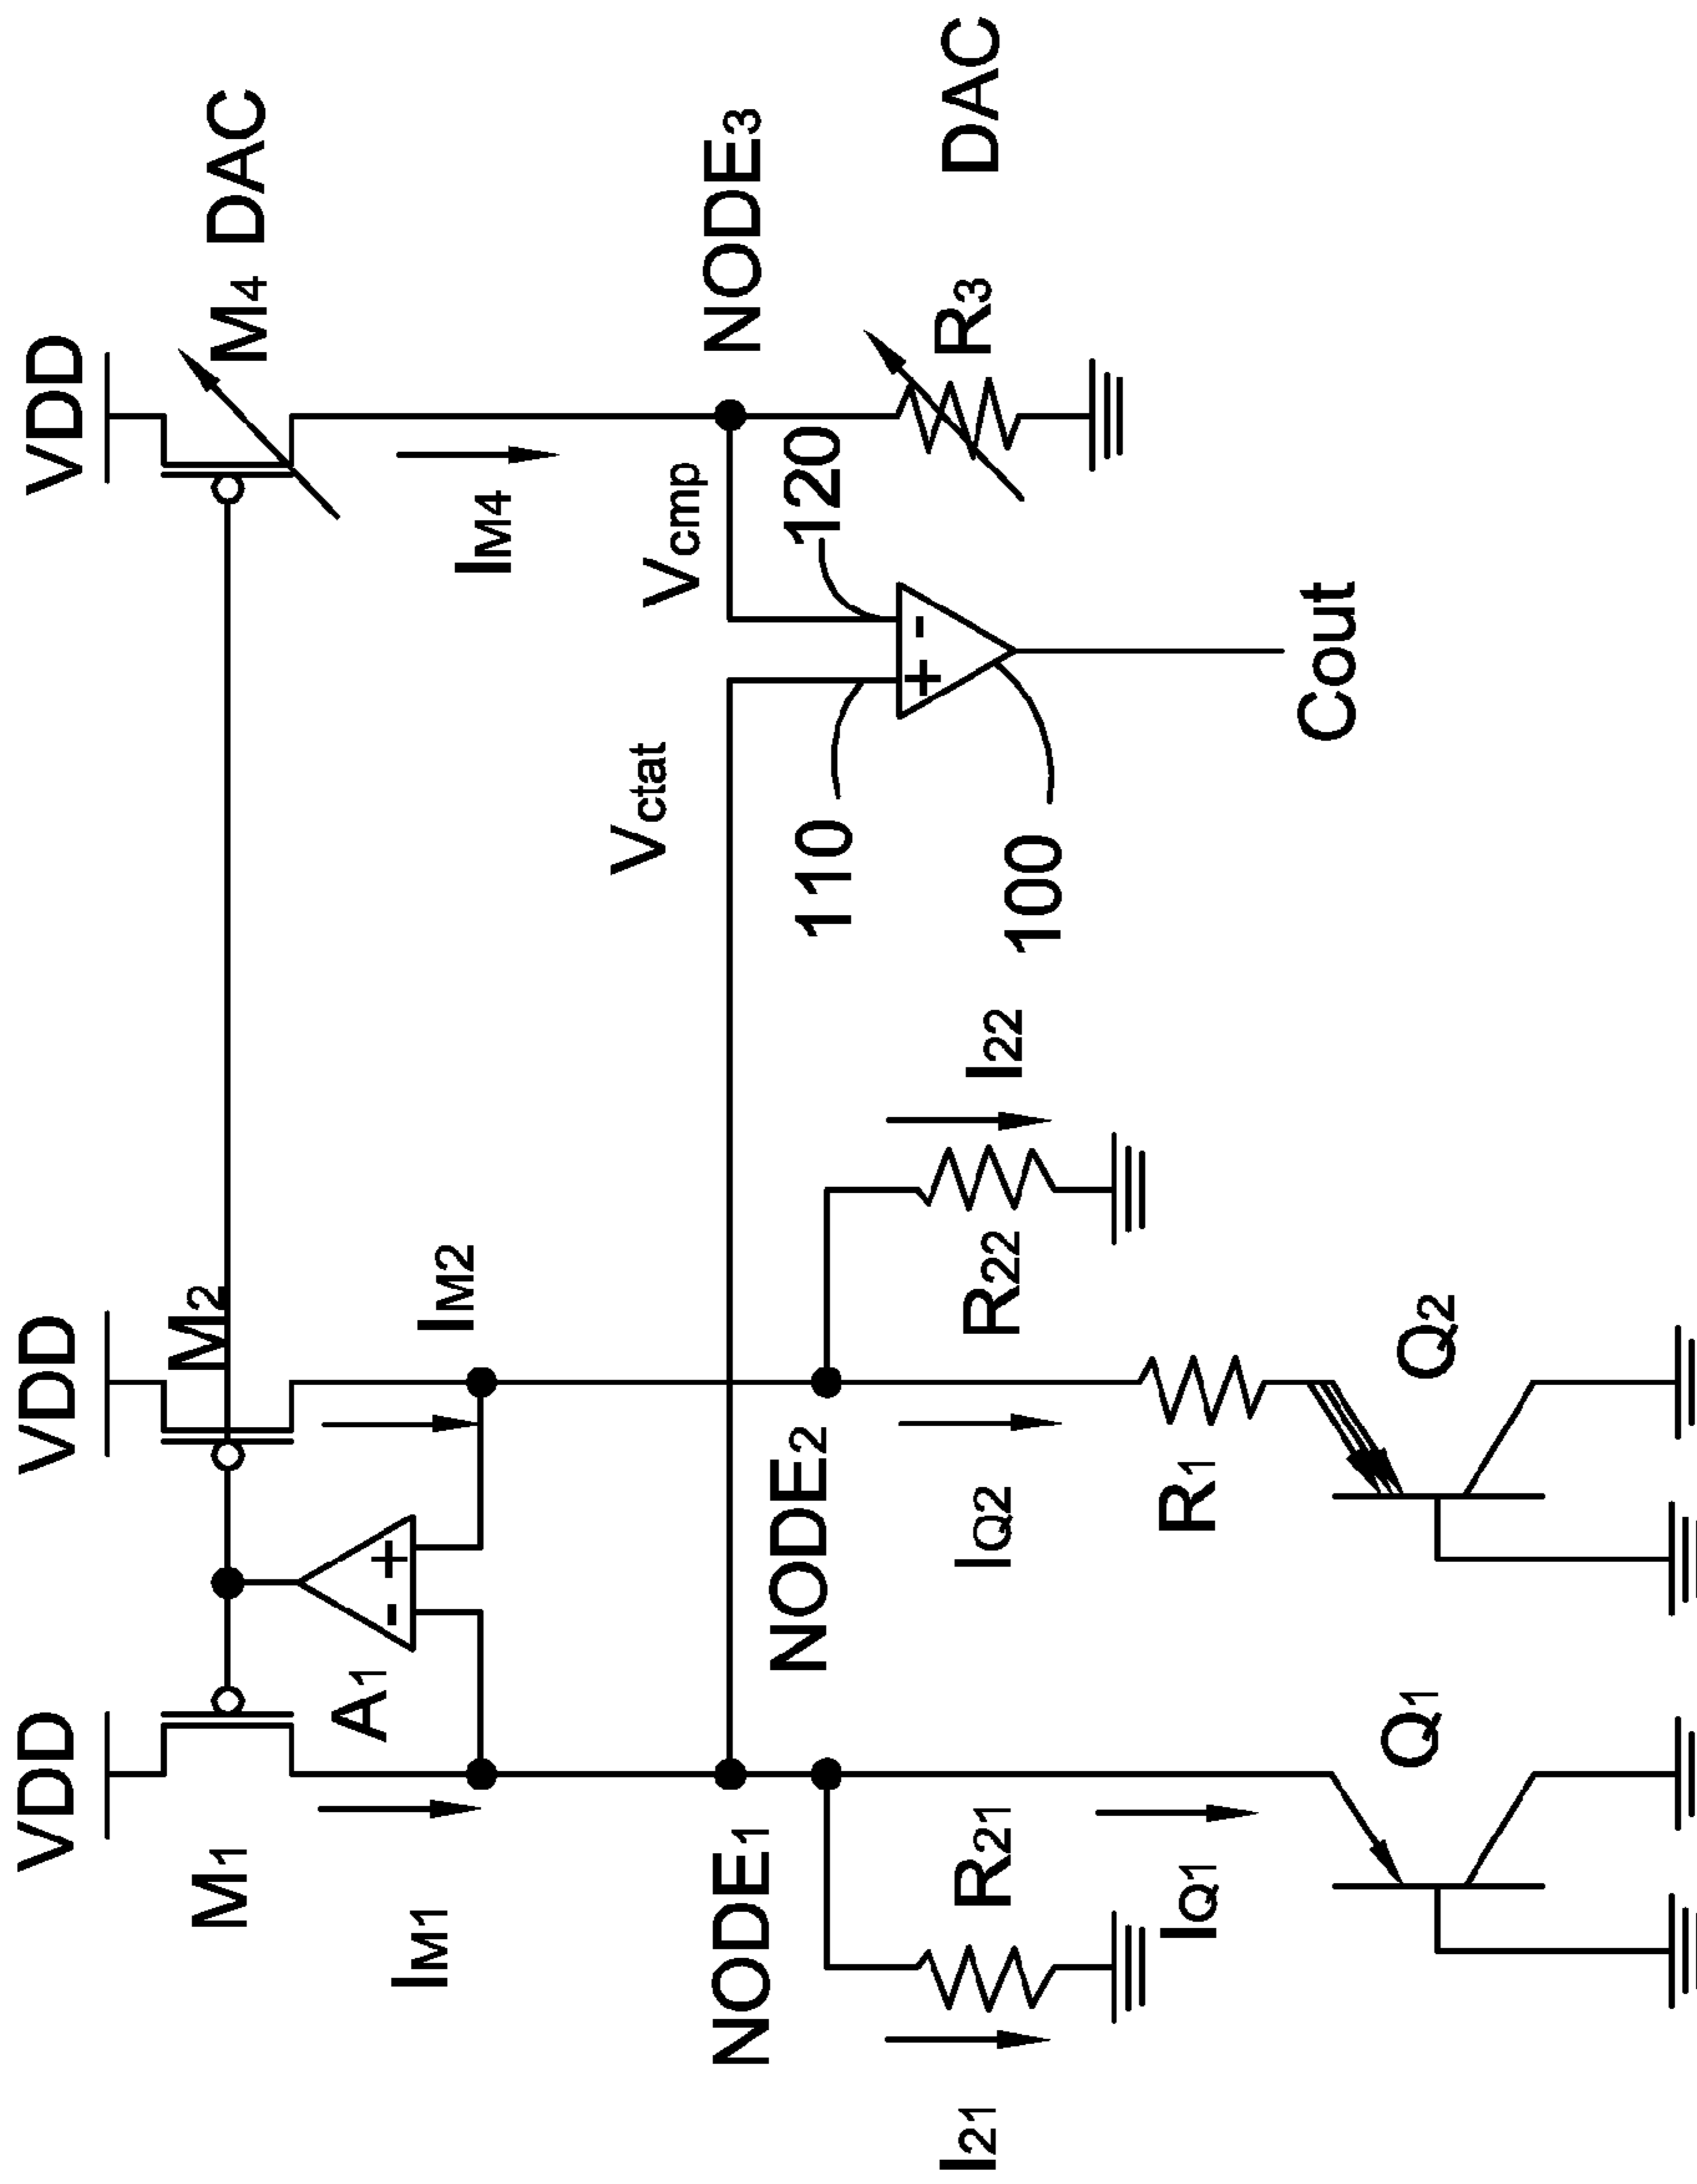 VDD
VDD
VDD
M1
M2
M4 DAC
A1
-
+
IM1
IM2
IM4
Vctat
Vcmp
NODE1
NODE2
NODE3
110
120
+
-
100
I21
R21
R22
I22
R3
DAC
IQ1
IQ2
R1
Cout
Q1
Q2